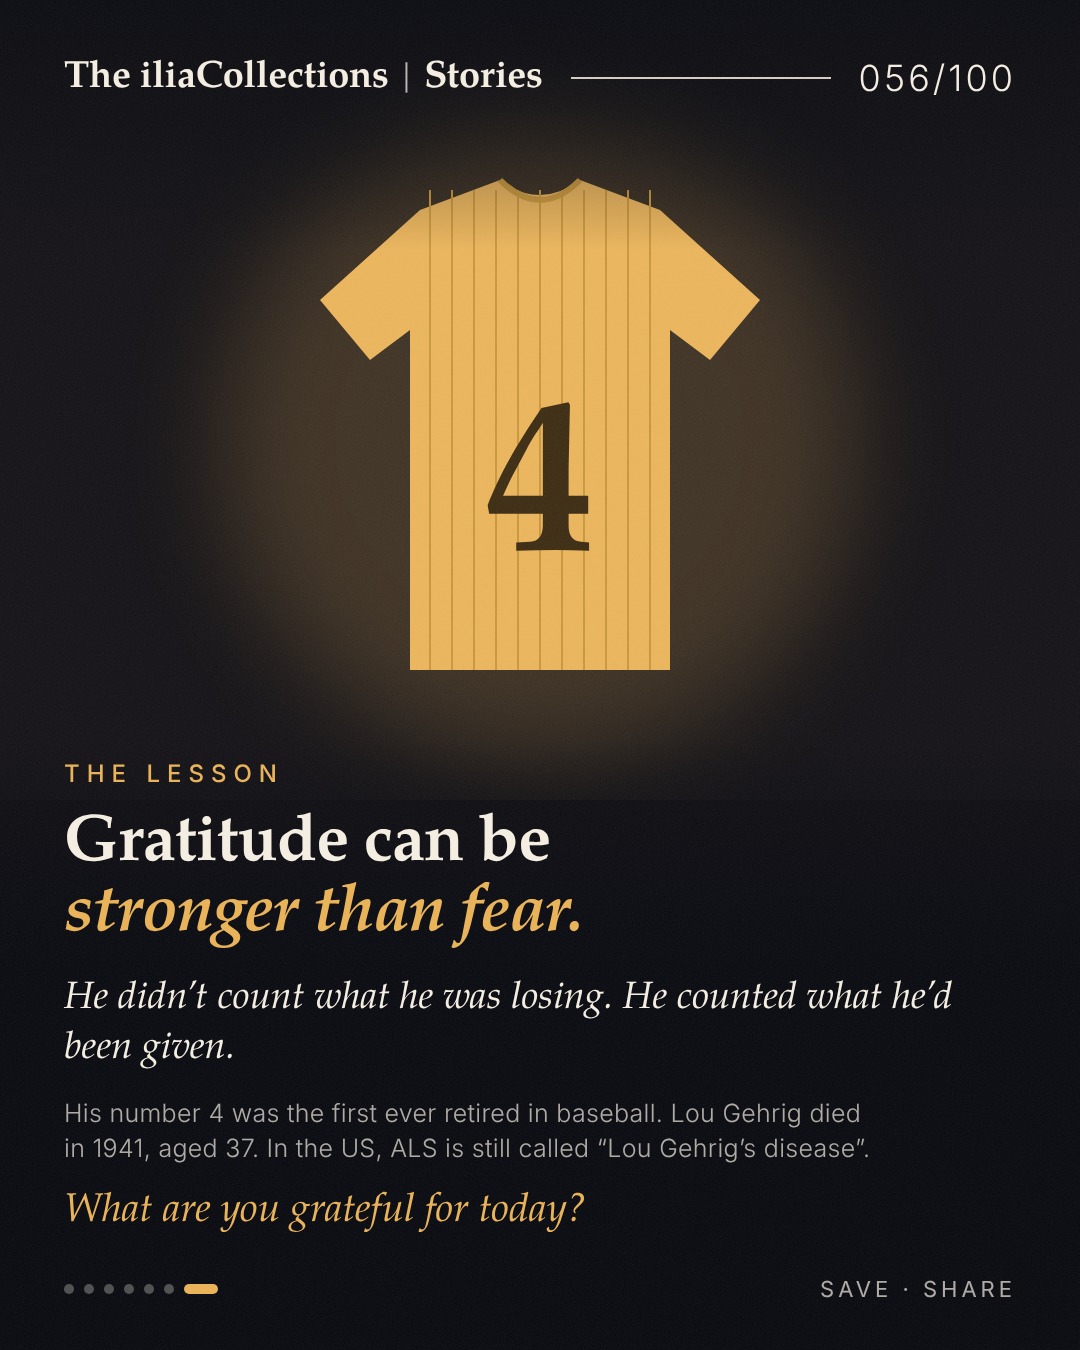 The iliaCollections | Stories
056/100
4
THE LESSON
Gratitude can be
stronger than fear.
He didn’t count what he was losing. He counted what he’d
been given.
His number 4 was the first ever retired in baseball. Lou Gehrig died
in 1941, aged 37. In the US, ALS is still called “Lou Gehrig’s disease”.
What are you grateful for today?
SAVE · SHARE